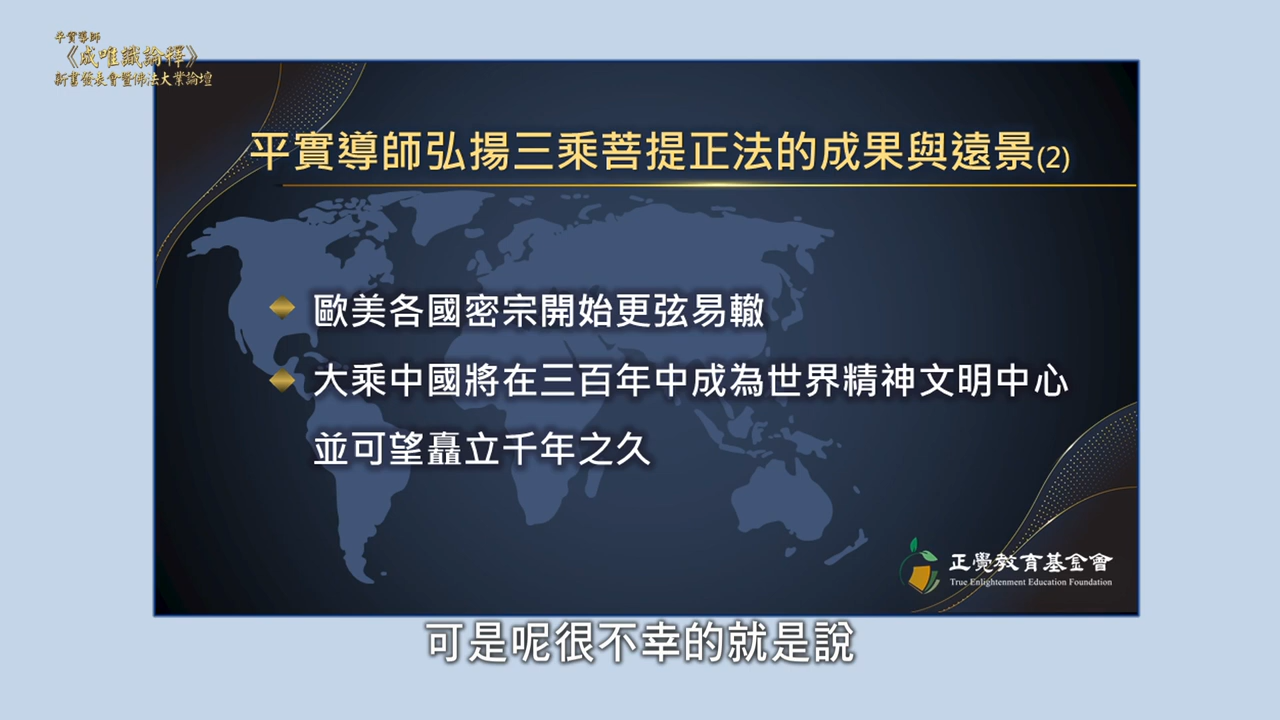 平實導師
《成唯識論釋》
新書發表會暨佛法大業論壇
平實導師弘揚三乘菩提正法的成果與遠景(2)
歐美各國密宗開始更弦易轍
大乘中國將在三百年中成為世界精神文明中心
並可望矗立千年之久
正覺教育基金會
True Enlightenment Education Foundation
可是呢很不幸的就是說